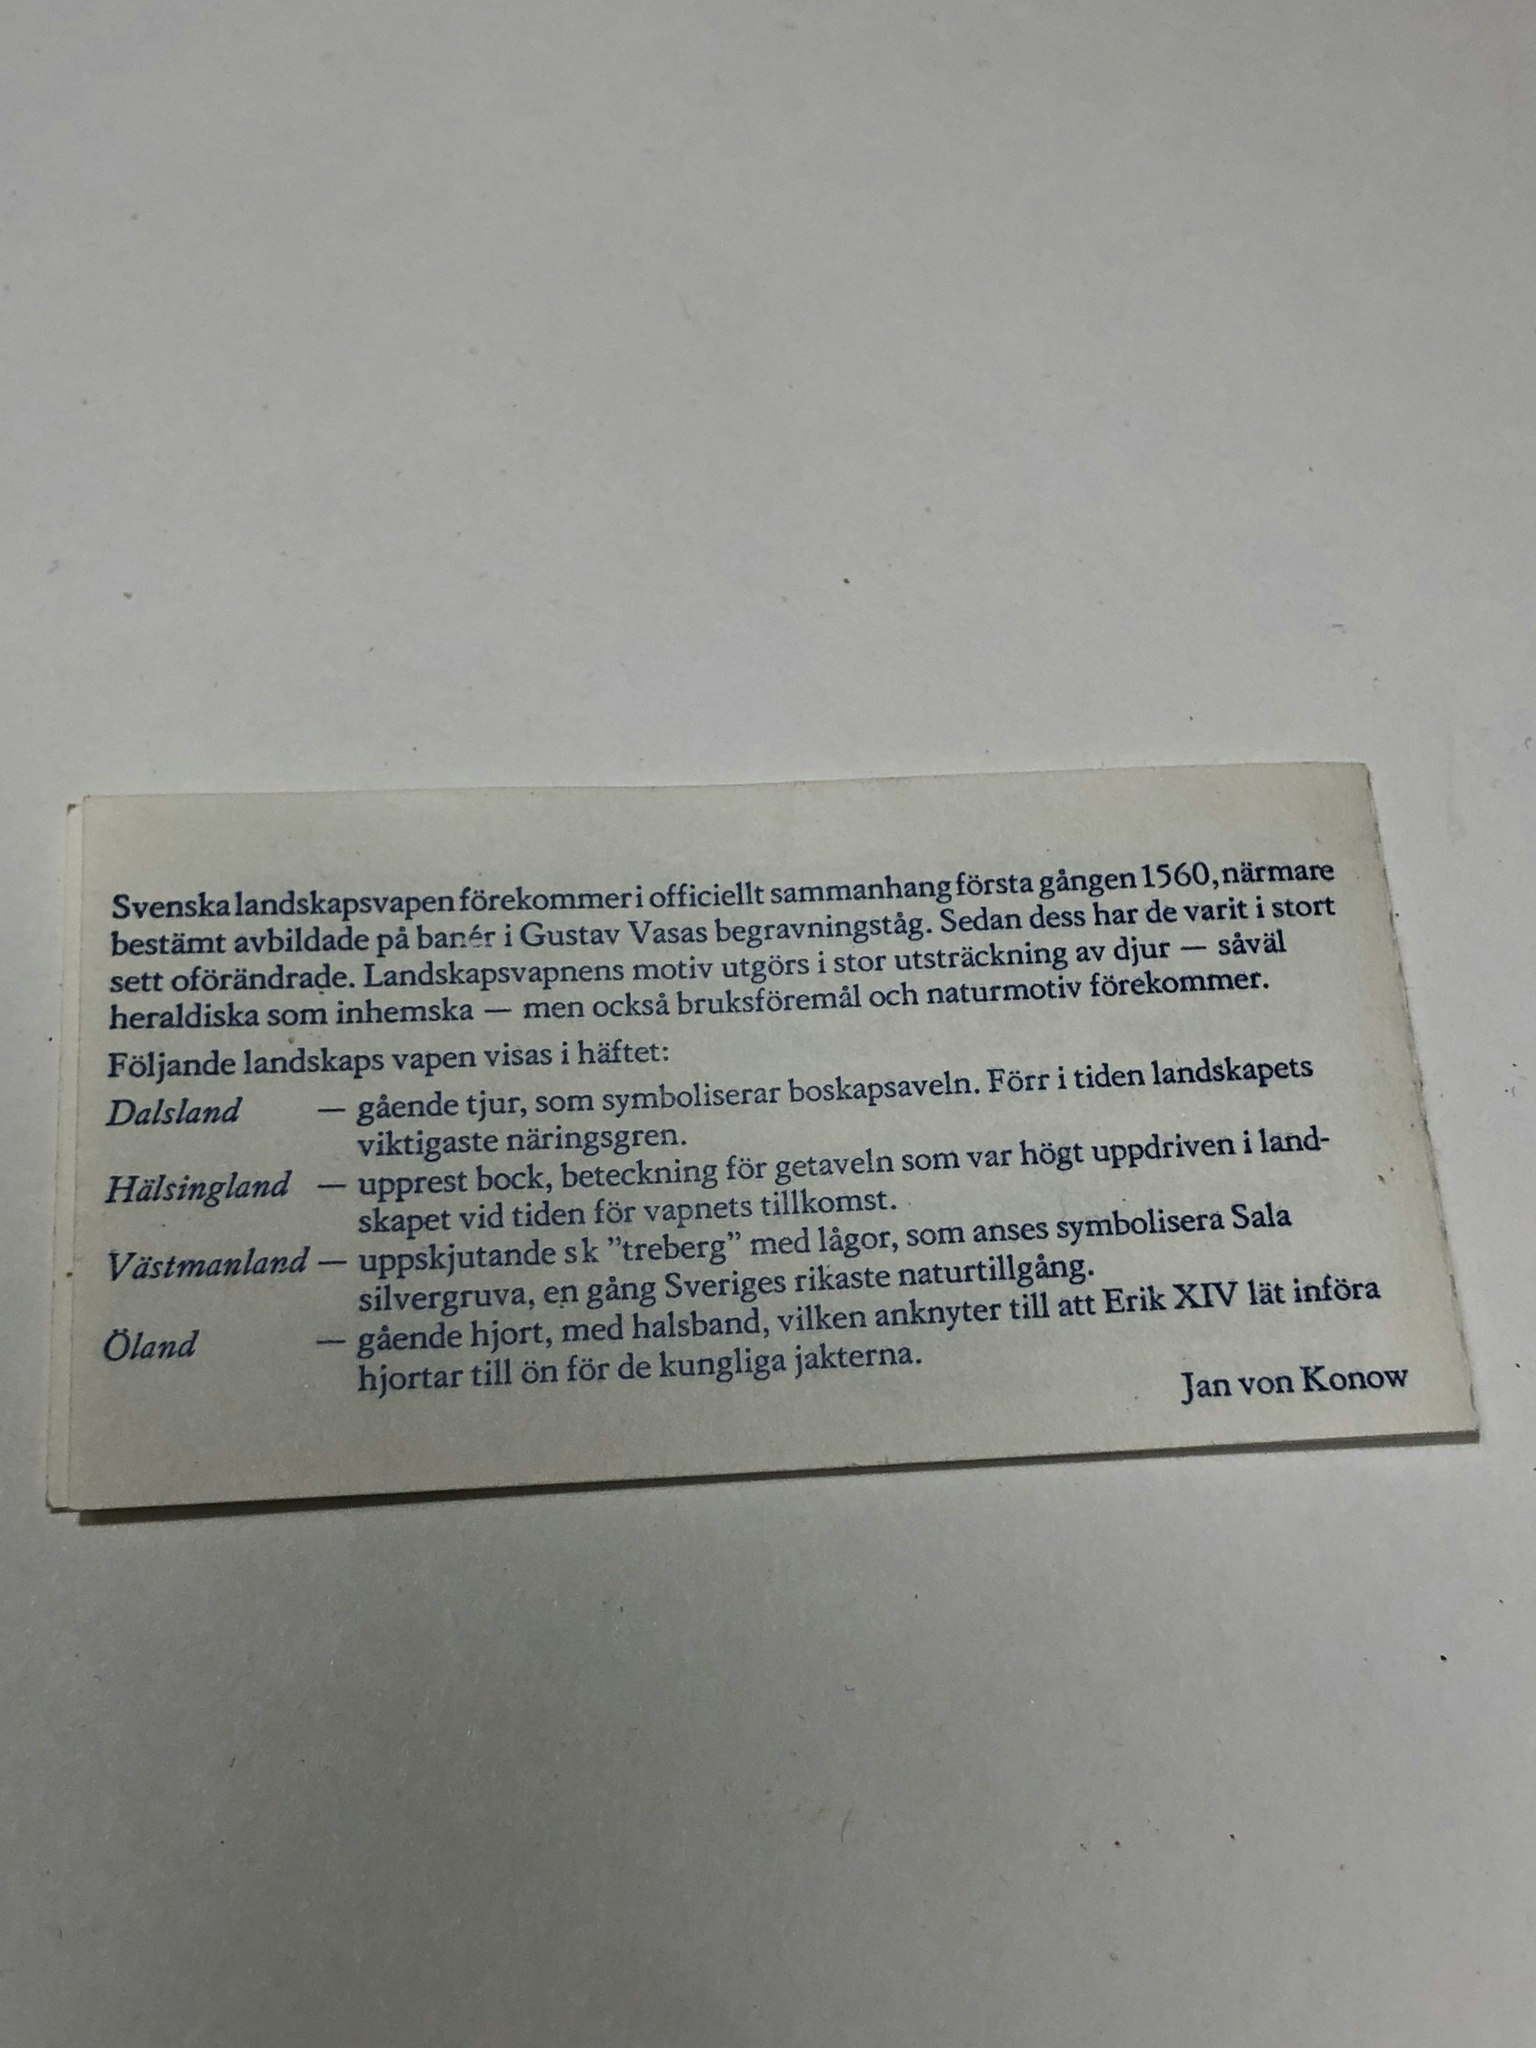 Svenska landskapsvapen förekommer i officiellt sammanhang första gången 1560, närmare
bestämt avbildade på banér i Gustav Vasas begravningståg. Sedan dess har de varit i stort
sett oförändrade. Landskapsvapnens motiv utgörs i stor utsträckning av djur — såväl
heraldiska som inhemska — men också bruksföremål och naturmotiv förekommer.
Följande landskaps vapen visas i häftet:
Dalsland — gående tjur, som symboliserar boskapsaveln. Förr i tiden landskapets
viktigaste näringsgren.
Hälsingland — upprest bock, beteckning för getaveln som var högt uppdriven i land-
skapet vid tiden för vapnets tillkomst.
Västmanland — uppskjutande s k ”treberg” med lågor, som anses symbolisera Sala
silvergruva, en gång Sveriges rikaste naturtillgång.
Öland — gående hjort, med halsband, vilken anknyter till att Erik XIV lät införa
hjortar till ön för de kungliga jakterna.
Jan von Konow